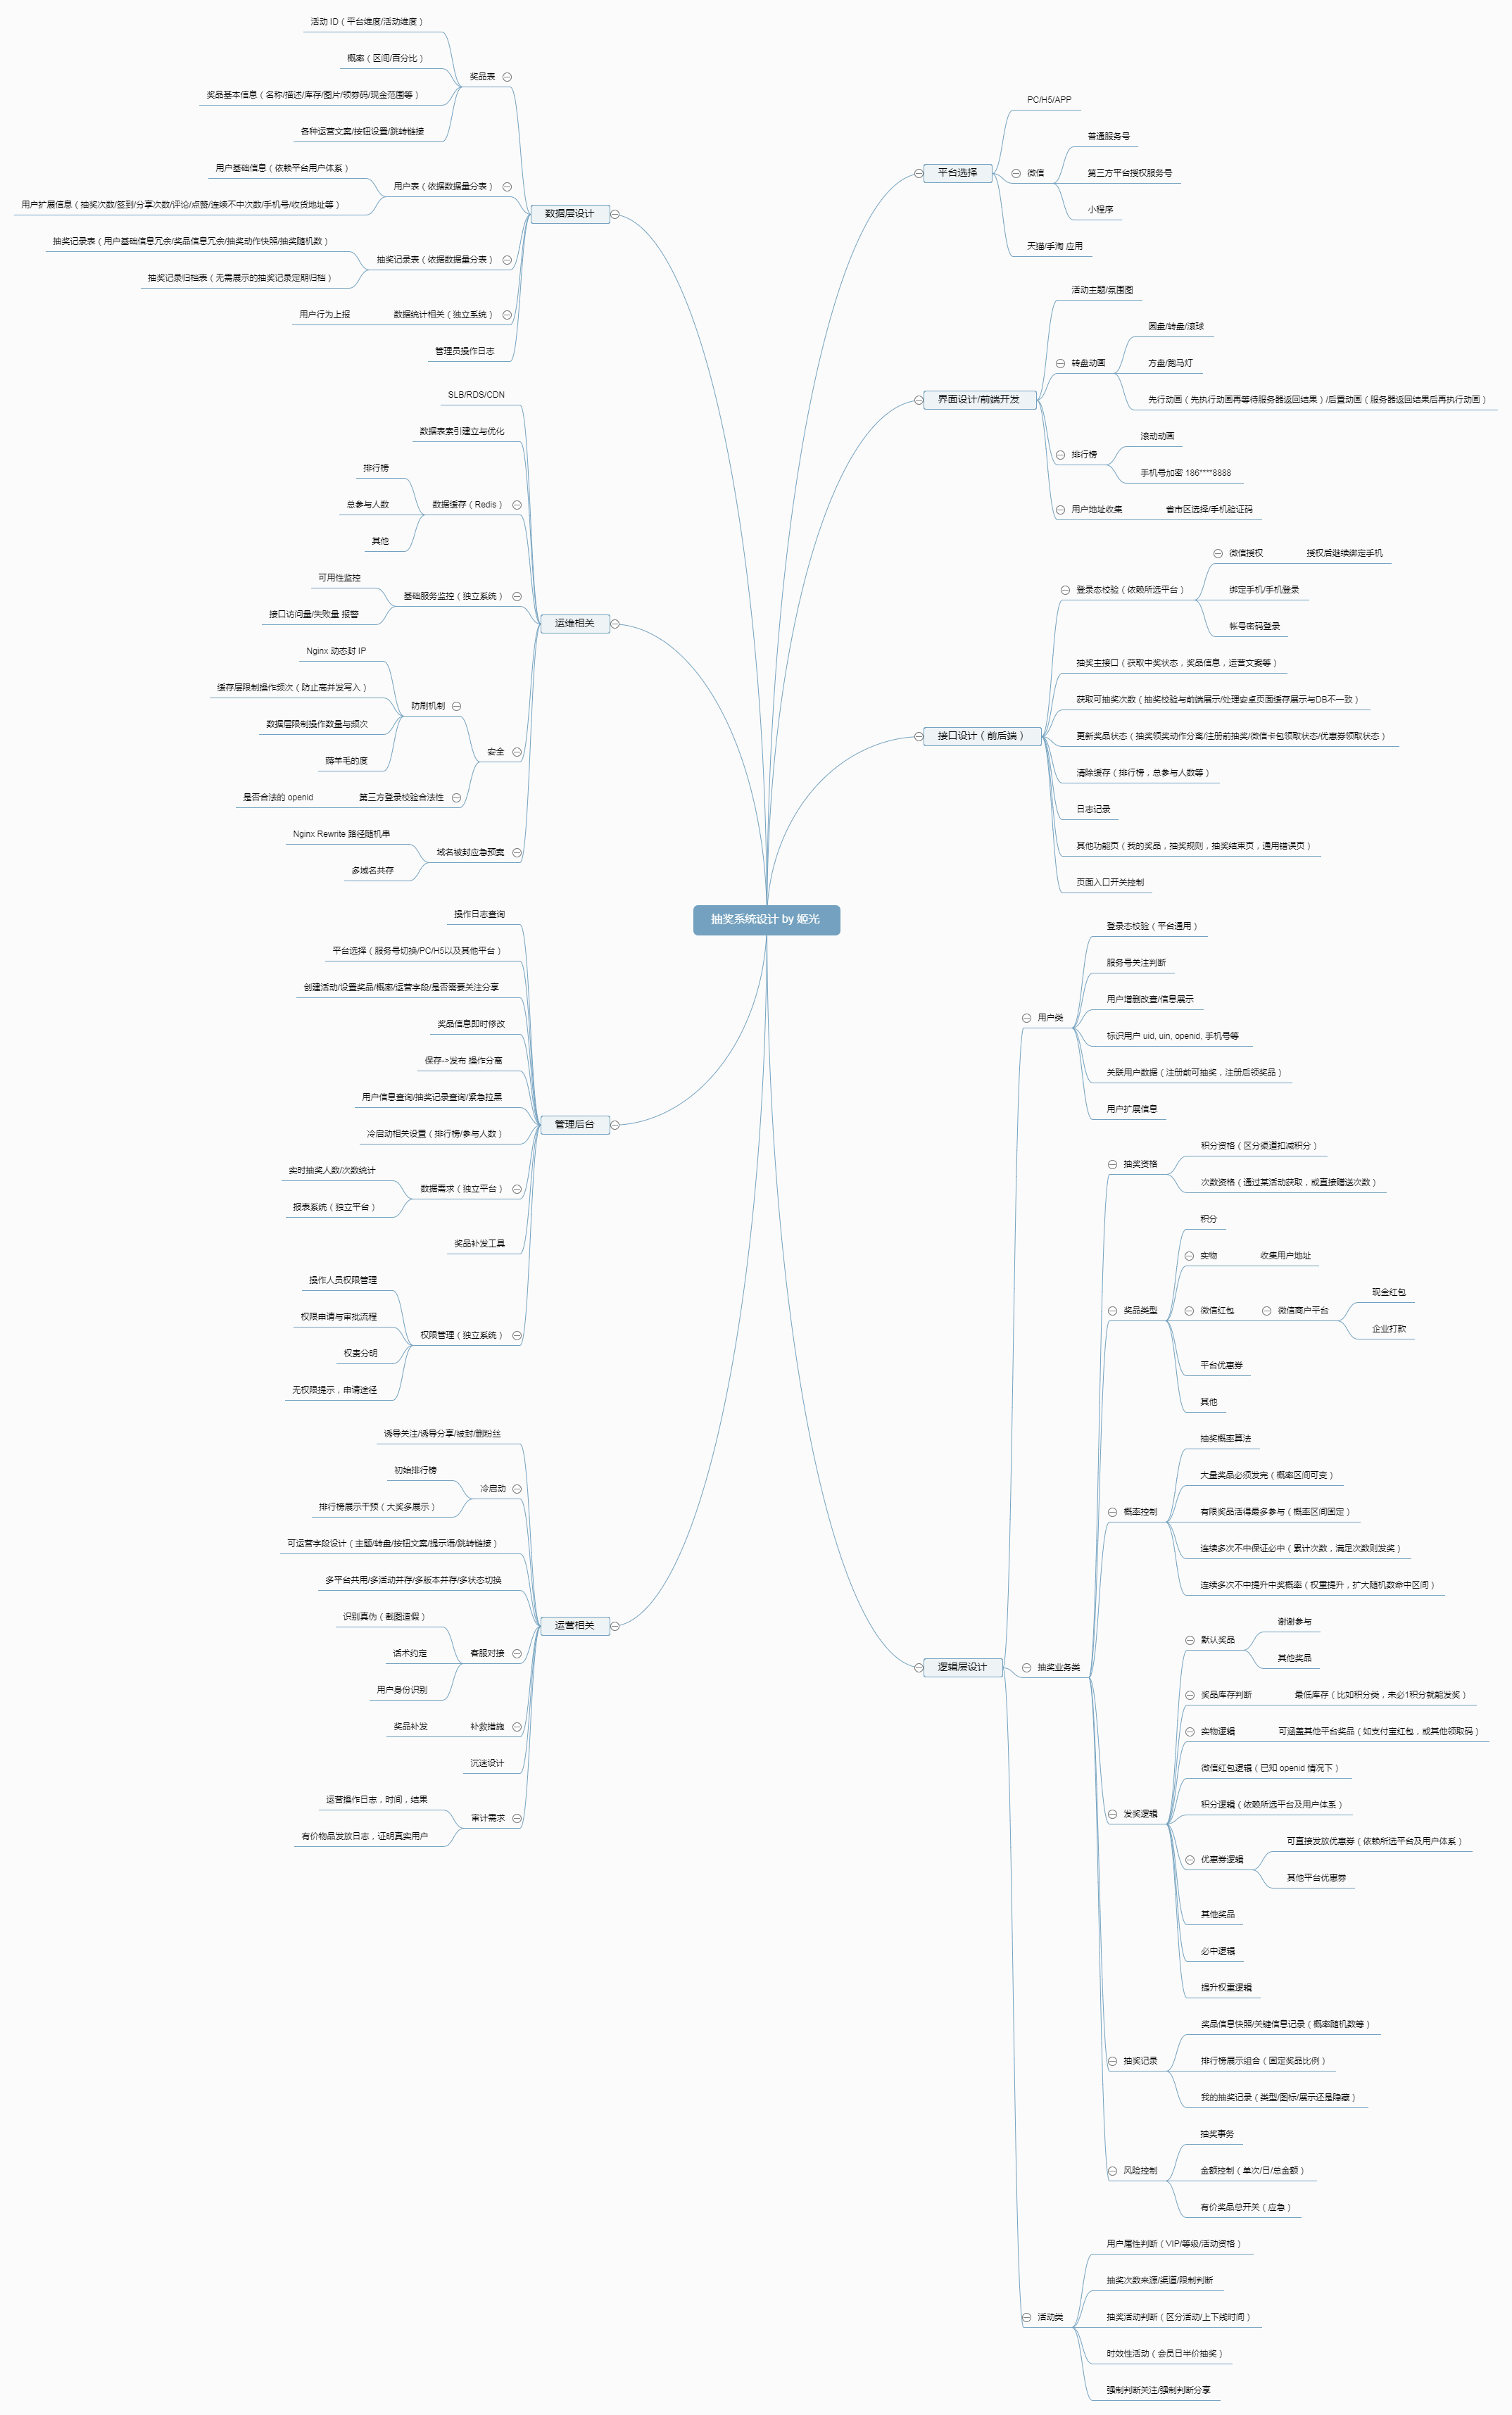 抽奖系统设计 by 姬光
平台选择
PC/H5/APP
微信
普通服务号
第三方平台授权服务号
小程序
天猫/手淘 应用
界面设计/前端开发
活动主题/氛围图
转盘动画
圆盘/转盘/滚球
方盘/跑马灯
先行动画（先执行动画再等待服务器返回结果）/后置动画（服务器返回结果后再执行动画）
排行榜
滚动动画
手机号加密 186****8888
用户地址收集
省市区选择/手机验证码
接口设计（前后端）
登录态校验（依赖所选平台）
微信授权
授权后继续绑定手机
绑定手机/手机登录
帐号密码登录
抽奖主接口（获取中奖状态，奖品信息，运营文案等）
获取可抽奖次数（抽奖校验与前端展示/处理安卓页面缓存展示与DB不一致）
更新奖品状态（抽奖领奖动作分离/注册前抽奖/微信卡包领取状态/优惠券领取状态）
清除缓存（排行榜，总参与人数等）
日志记录
其他功能页（我的奖品，抽奖规则，抽奖结束页，通用错误页）
页面入口开关控制
逻辑层设计
用户类
登录态校验（平台通用）
服务号关注判断
用户增删改查/信息展示
标识用户 uid, uin, openid, 手机号等
关联用户数据（注册前可抽奖，注册后领奖品）
用户扩展信息
抽奖业务类
抽奖资格
积分资格（区分渠道扣减积分）
次数资格（通过某活动获取，或直接赠送次数）
奖品类型
积分
实物
收集用户地址
微信红包
微信商户平台
现金红包
企业打款
平台优惠券
其他
概率控制
抽奖概率算法
大量奖品必须发完（概率区间可变）
有限奖品活得最多参与（概率区间固定）
连续多次不中保证必中（累计次数，满足次数则发奖）
连续多次不中提升中奖概率（权重提升，扩大随机数命中区间）
发奖逻辑
默认奖品
谢谢参与
其他奖品
奖品库存判断
最低库存（比如积分类，未必1积分就能发奖）
实物逻辑
可涵盖其他平台奖品（如支付宝红包，或其他领取码）
微信红包逻辑（已知 openid 情况下）
积分逻辑（依赖所选平台及用户体系）
优惠券逻辑
可直接发放优惠券（依赖所选平台及用户体系）
其他平台优惠券
其他奖品
必中逻辑
提升权重逻辑
抽奖记录
奖品信息快照/关键信息记录（概率随机数等）
排行榜展示组合（固定奖品比例）
我的抽奖记录（类型/图标/展示还是隐藏）
风险控制
抽奖事务
金额控制（单次/日/总金额）
有价奖品总开关（应急）
活动类
用户属性判断（VIP/等级/活动资格）
抽奖次数来源/渠道/限制判断
抽奖活动判断（区分活动/上下线时间）
时效性活动（会员日半价抽奖）
强制判断关注/强制判断分享
数据层设计
奖品表
活动 ID（平台维度/活动维度）
概率（区间/百分比）
奖品基本信息（名称/描述/库存/图片/领券码/现金范围等）
各种运营文案/按钮设置/跳转链接
用户表（依据数据量分表）
用户基础信息（依赖平台用户体系）
用户扩展信息（抽奖次数/签到/分享次数/评论/点赞/连续不中次数/手机号/收货地址等）
抽奖记录表（依据数据量分表）
抽奖记录表（用户基础信息冗余/奖品信息冗余/抽奖动作快照/抽奖随机数）
抽奖记录归档表（无需展示的抽奖记录定期归档）
数据统计相关（独立系统）
用户行为上报
管理员操作日志
运维相关
SLB/RDS/CDN
数据表索引建立与优化
数据缓存（Redis）
排行榜
总参与人数
其他
基础服务监控（独立系统）
可用性监控
接口访问量/失败量 报警
安全
防刷机制
Nginx 动态封 IP
缓存层限制操作频次（防止高并发写入）
数据层限制操作数量与频次
薅羊毛的度
第三方登录校验合法性
是否合法的 openid
域名被封应急预案
Nginx Rewrite 路径随机串
多域名共存
管理后台
操作日志查询
平台选择（服务号切换/PC/H5以及其他平台）
创建活动/设置奖品/概率/运营字段/是否需要关注分享
奖品信息即时修改
保存->发布 操作分离
用户信息查询/抽奖记录查询/紧急拉黑
冷启动相关设置（排行榜/参与人数）
数据需求（独立平台）
实时抽奖人数/次数统计
报表系统（独立平台）
奖品补发工具
权限管理（独立系统）
操作人员权限管理
权限申请与审批流程
权责分明
无权限提示，申请途径
运营相关
诱导关注/诱导分享/被封/删粉丝
冷启动
初始排行榜
排行榜展示干预（大奖多展示）
可运营字段设计（主题/转盘/按钮文案/提示语/跳转链接）
多平台共用/多活动并存/多版本并存/多状态切换
客服对接
识别真伪（截图造假）
话术约定
用户身份识别
补救措施
奖品补发
沉迷设计
审计需求
运营操作日志，时间，结果
有价物品发放日志，证明真实用户